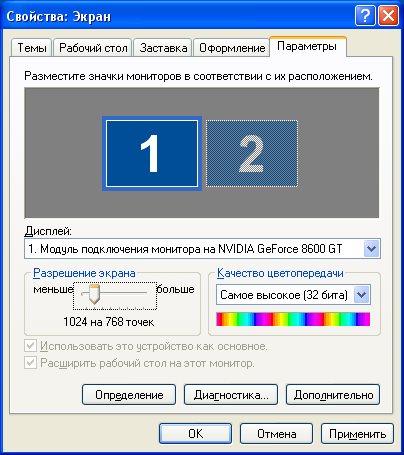 Свойства: Экран
Темы Рабочий стол Заставка Оформление Параметры
Разместите значки мониторов в соответствии с их расположением.
1 2
Дисплей:
1. Модуль подключения монитора на NVIDIA GeForce 8600 GT
Разрешение экрана
меньше больше
1024 на 768 точек
Качество цветопередачи
Самое высокое (32 бита)
Использовать это устройство как основное.
Расширить рабочий стол на этот монитор.
Определение Диагностика... Дополнительно
ОК Отмена Применить